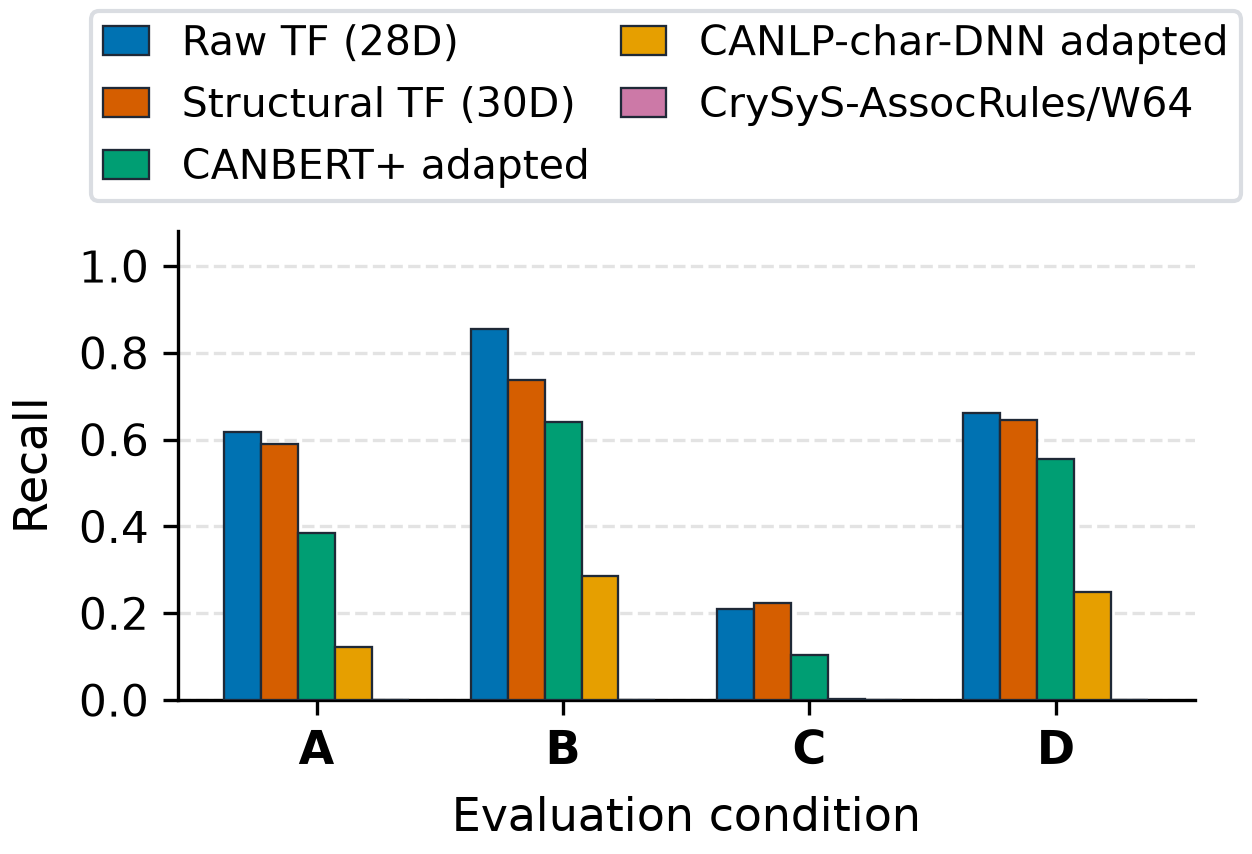 Raw TF (28D)
Structural TF (30D)
CANBERT+ adapted
CANLP-char-DNN adapted
CrySyS-AssocRules/W64
Recall
1.0
0.8
0.6
0.4
0.2
0.0
A B C D
Evaluation condition